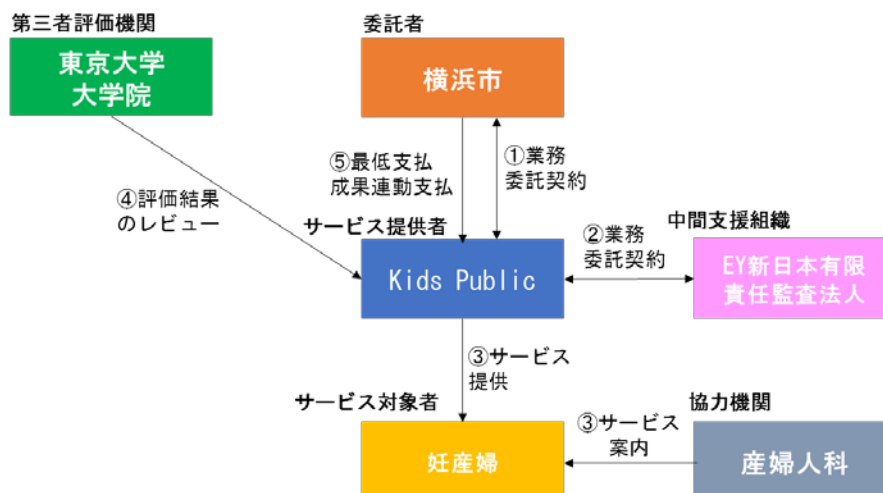 第三者評価機関
東京大学
大学院
委託者
横浜市
①業務
委託契約
⑤最低支払
成果連動支払
④評価結果
のレビュー
サービス提供者
Kids Public
②業務
委託契約
中間支援組織
EY新日本有限
責任監査法人
③サービス
提供
サービス対象者
妊産婦
③サービス
案内
協力機関
産婦人科